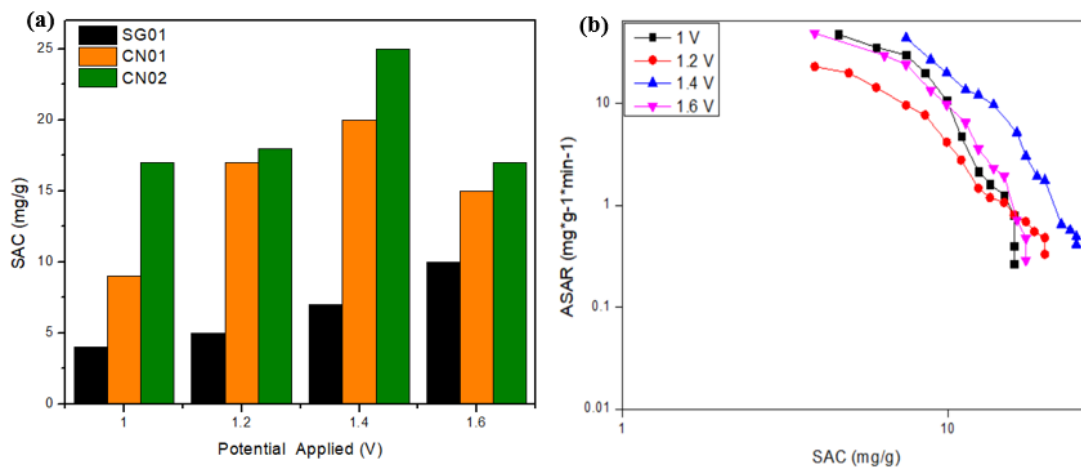 (a)
SG01
CN01
CN02
25
20
15
10
5
0
SAC (mg/g)
1 1.2 1.4 1.6
Potential Applied (V)
(b)
1 V
1.2 V
1.4 V
1.6 V
10
1
0.1
0.01
ASAR (mg*g-1*min-1)
1 10
SAC (mg/g)